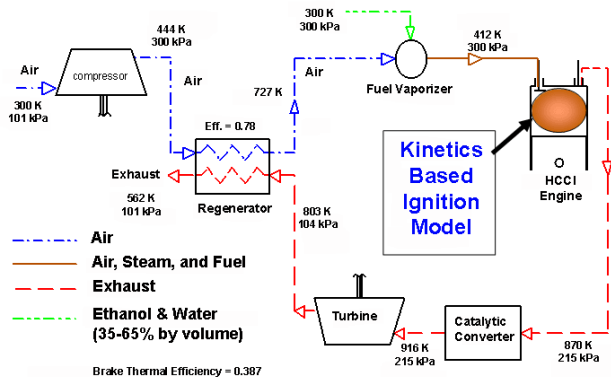 444 K
300 kPa
Air
compressor
Air
300 K
101 kPa
300 K
300 kPa
Air
727 K
412 K
300 kPa
Fuel Vaporizer
Eff. = 0.78
Exhaust
562 K
101 kPa
Regenerator
803 K
104 kPa
Kinetics
Based
Ignition
Model
HCCI
Engine
Air
Air, Steam, and Fuel
Exhaust
Ethanol & Water
(35-65% by volume)
Turbine
Catalytic
Converter
916 K
215 kPa
870 K
215 kPa
Brake Thermal Efficiency = 0.387